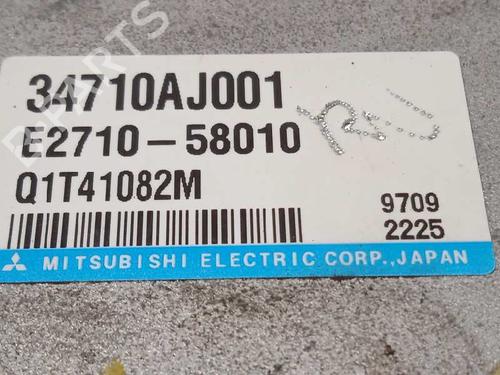 34710AJ001
E2710-58010
Q1T41082M
9709
2225
MITSUBISHI ELECTRIC CORP., JAPAN